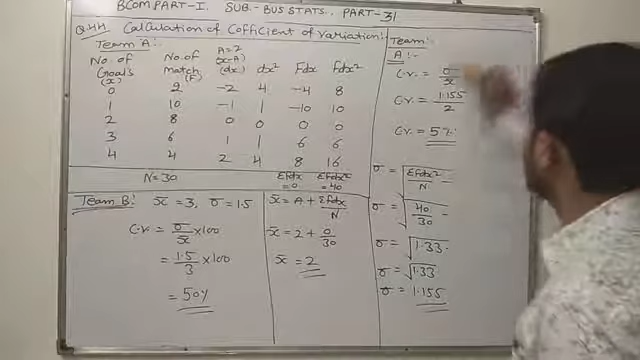 BCOM PART-I. SUB.-BUS STATS. PART-31
Q.44 Calculation of Cofficient of variation:-
Team A:-
No. of Goals (x) No. of Match (F) A=2 (x-A) (dx) dx² Fdx Fdx²
0 2 -2 4 -4 8
1 10 -1 1 -10 10
2 8 0 0 0 0
3 6 1 1 6 6
4 4 2 4 8 16
N=30 Σfdx =0 Σfdx² =40
Team B: x̄ = 3, σ = 1.5
C.V. = σ/x̄ ×100
= 1.5/3 ×100
= 50%
x̄ = A + Σfdx/N
x̄ = 2 + 0/30
x̄ = 2
Team:-
A:-
C.V. = σ/x̄
C.V. = 1.155/2
C.V. = 5%
σ = √Σfdx²/N
σ = √40/30
σ = √1.33
σ = √1.33
σ = 1.155